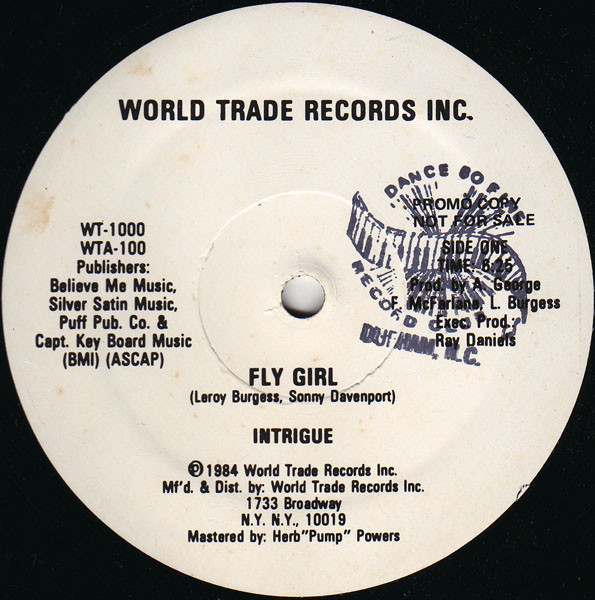 WORLD TRADE RECORDS INC.
WT-1000
WTA-100
Publishers:
Believe Me Music,
Silver Satin Music,
Puff Pub. Co. &
Capt. Key Board Music
(BMI) (ASCAP)
DANCE
RECORD
DURHAM, N.C.
PROMO COPY
NOT FOR SALE
SIDE ONE
TIME: 6:25
Prod. by A. George
F. McFarlane, L. Burgess
Exec Prod.:
Ray Daniels
FLY GIRL
(Leroy Burgess, Sonny Davenport)
INTRIGUE
℗©1984 World Trade Records Inc.
Mf'd. & Dist. by: World Trade Records Inc.
1733 Broadway
N.Y. N.Y., 10019
Mastered by: Herb"Pump" Powers